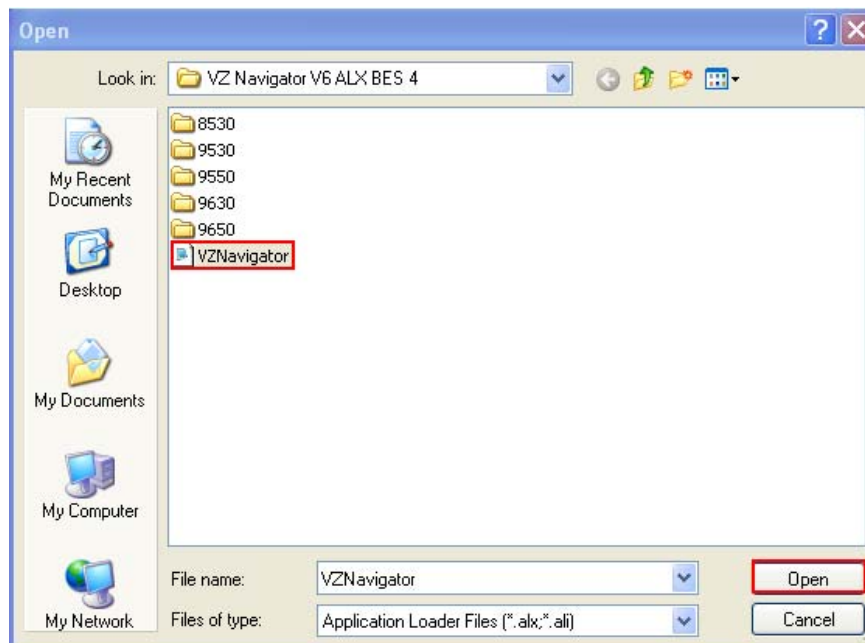 Open
Look in:
VZ Navigator V6 ALX BES 4
8530
9530
9550
9630
9650
VZNavigator
My Recent
Documents
Desktop
My Documents
My Computer
My Network
File name:
VZNavigator
Open
Files of type:
Application Loader Files (*.alx;*.ali)
Cancel